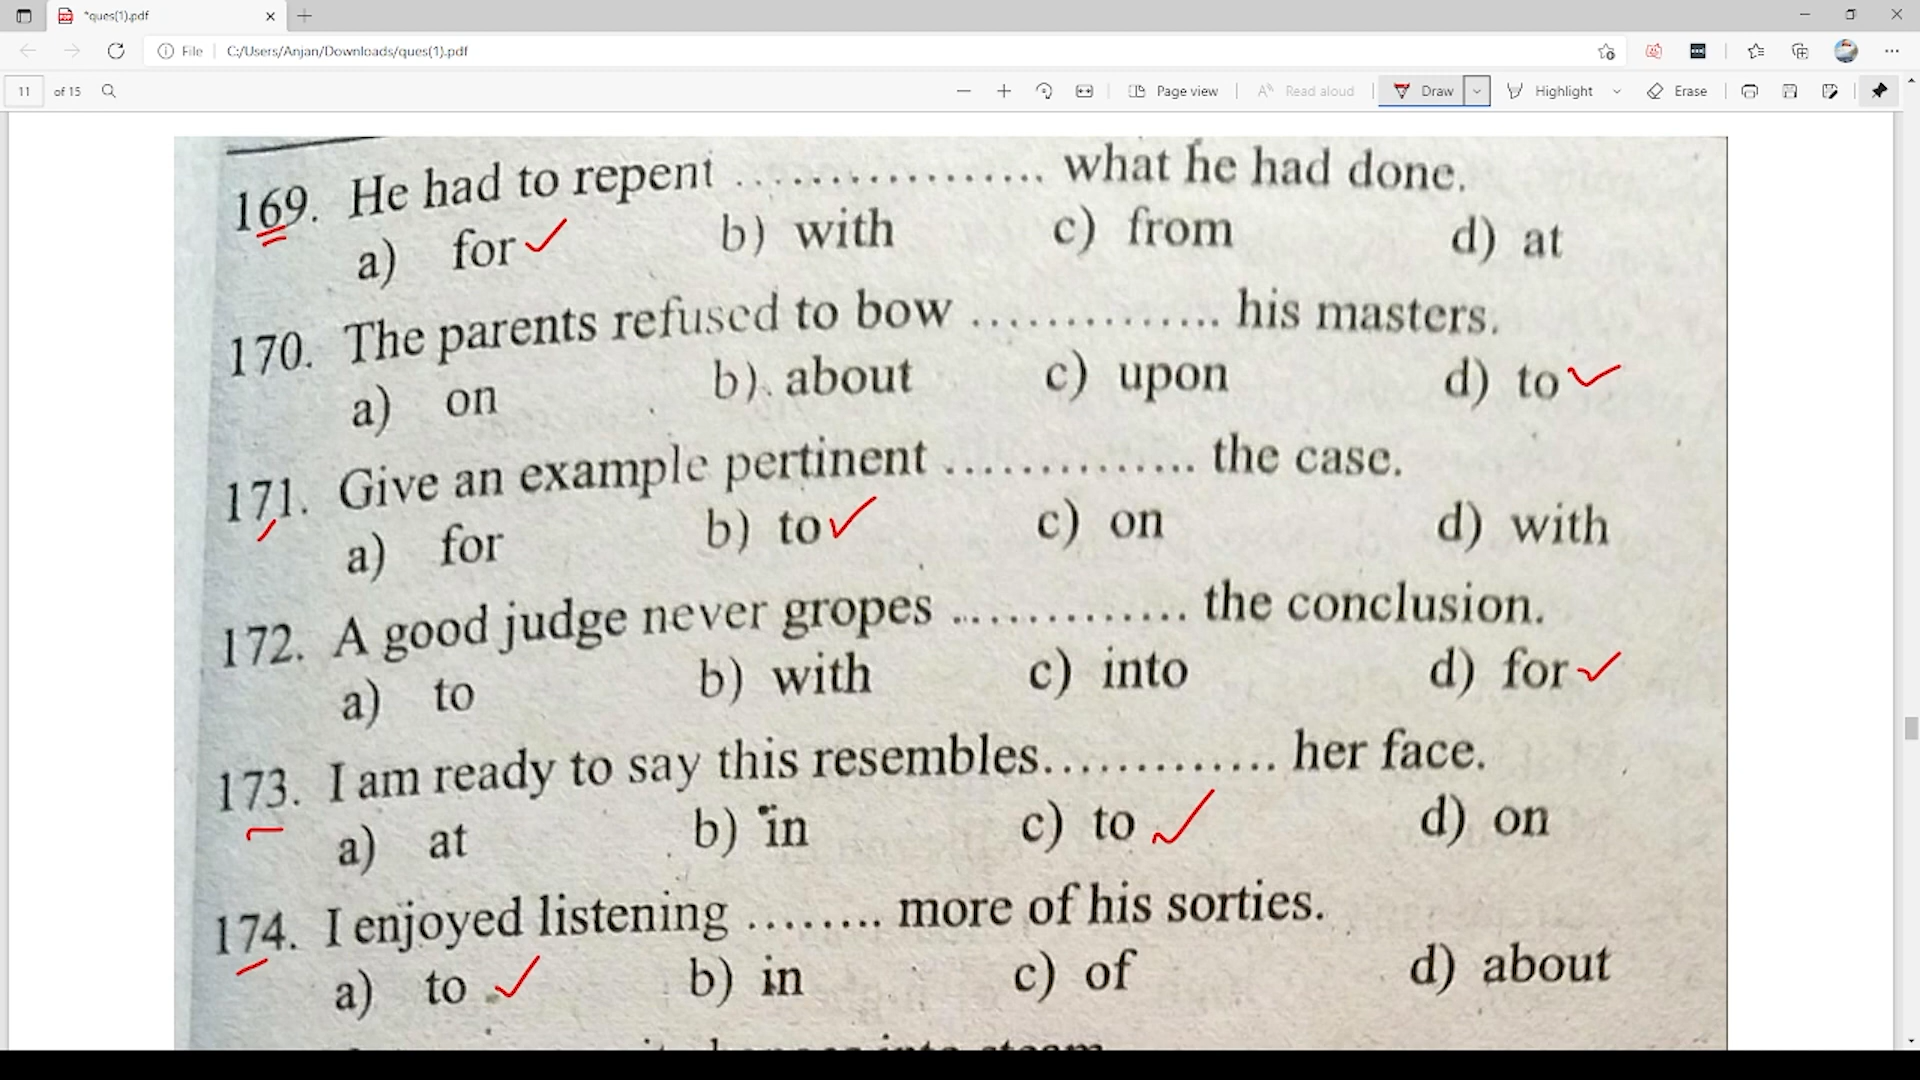 *ques(1).pdf
File C:/Users/Anjan/Downloads/ques(1).pdf
11 of 15 Page view Read aloud Draw Highlight Erase
169. He had to repent ................ what he had done.
a) for b) with c) from d) at
170. The parents refused to bow .............. his masters.
a) on b) about c) upon d) to
171. Give an example pertinent .............. the case.
a) for b) to c) on d) with
172. A good judge never gropes ............. the conclusion.
a) to b) with c) into d) for
173. I am ready to say this resembles............. her face.
a) at b) in c) to d) on
174. I enjoyed listening ........ more of his sorties.
a) to b) in c) of d) about
into steam